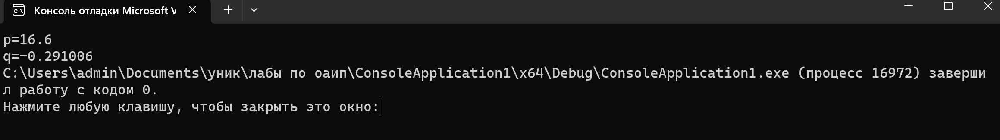 Консоль отладки Microsoft V
p=16.6
q=-0.291006
C:\Users\admin\Documents\уник\лабы по оаип\ConsoleApplication1\x64\Debug\ConsoleApplication1.exe (процесс 16972) заверши
л работу с кодом 0.
Нажмите любую клавишу, чтобы закрыть это окно: